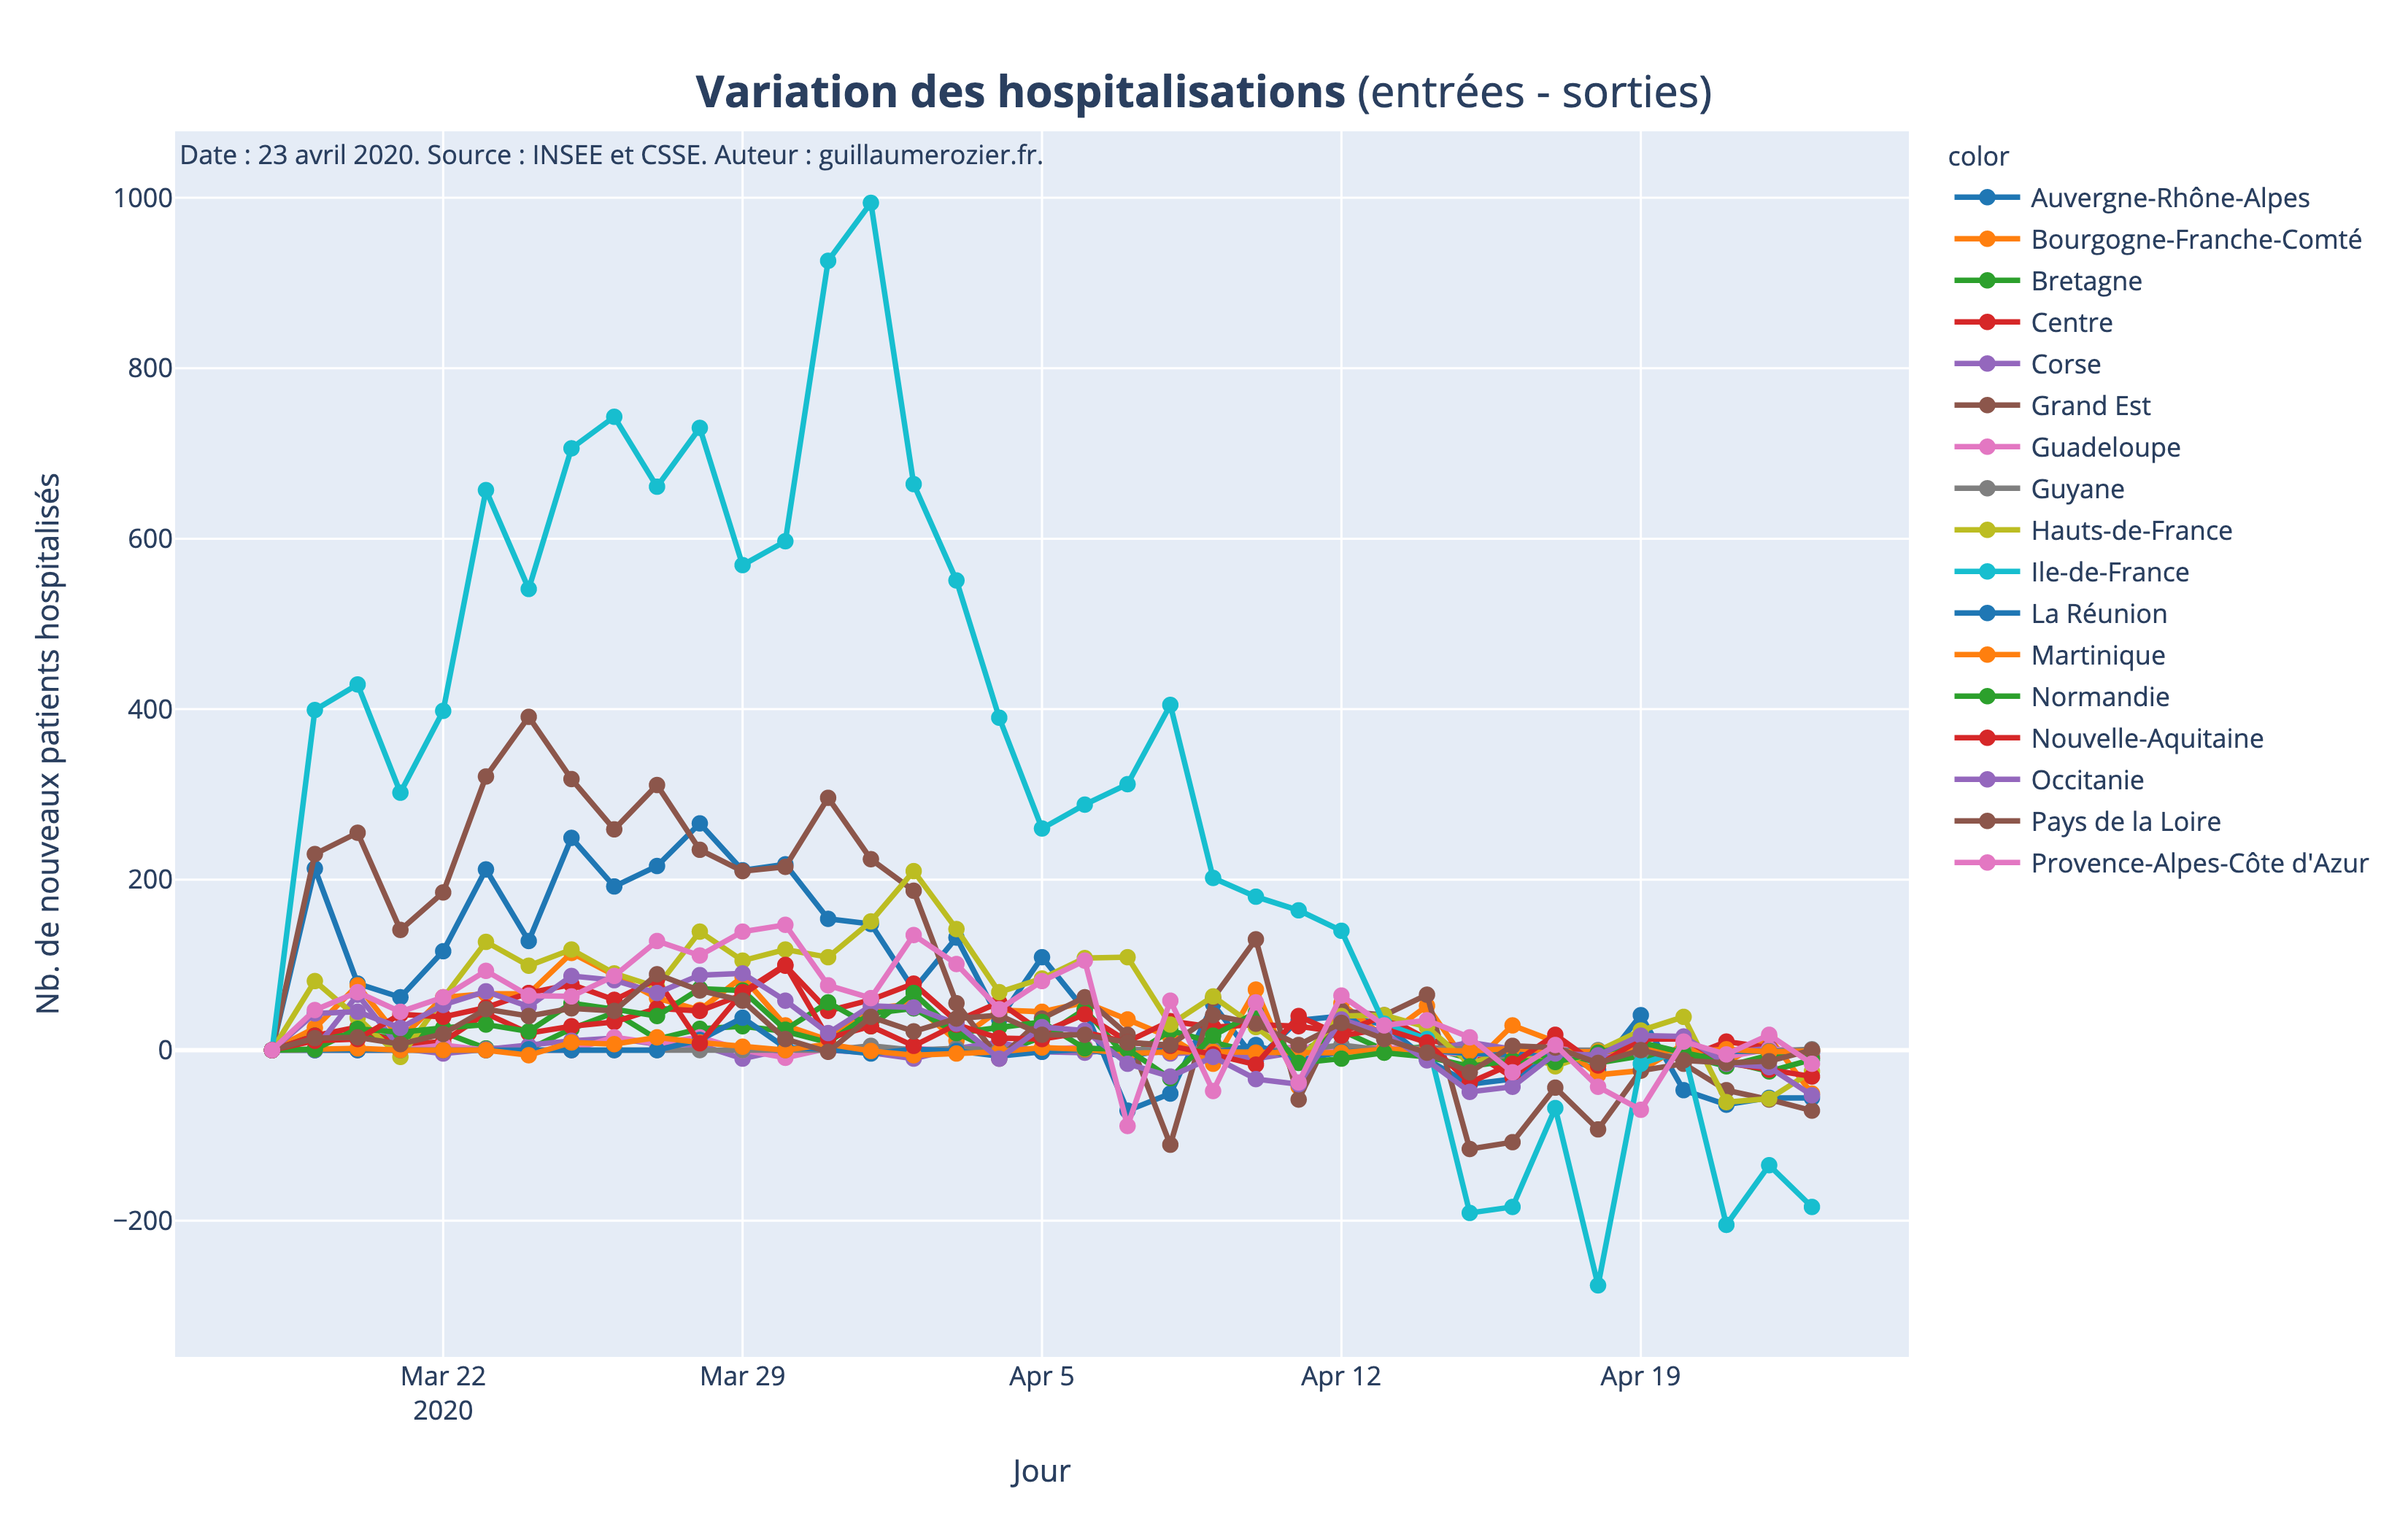 Variation des hospitalisations (entrées - sorties)
Date : 23 avril 2020. Source : INSEE et CSSE. Auteur : guillaumerozier.fr.
Nb. de nouveaux patients hospitalisés
1000
800
600
400
200
0
−200
Mar 22
2020
Mar 29
Apr 5
Apr 12
Apr 19
Jour
color
Auvergne-Rhône-Alpes
Bourgogne-Franche-Comté
Bretagne
Centre
Corse
Grand Est
Guadeloupe
Guyane
Hauts-de-France
Ile-de-France
La Réunion
Martinique
Normandie
Nouvelle-Aquitaine
Occitanie
Pays de la Loire
Provence-Alpes-Côte d'Azur